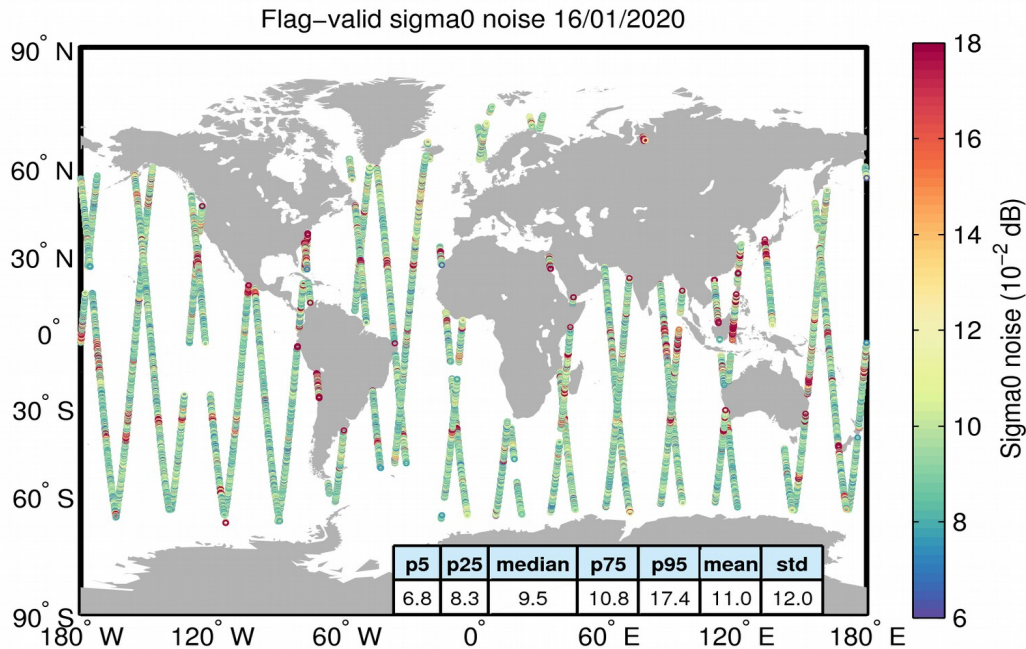 Flag-valid sigma0 noise 16/01/2020
90° N
60° N
30° N
0°
30° S
60° S
90° S
180° W 120° W 60° W 0° 60° E 120° E 180° E
p5 p25 median p75 p95 mean std
6.8 8.3 9.5 10.8 17.4 11.0 12.0
18
16
14
12
10
8
6
Sigma0 noise (10⁻² dB)